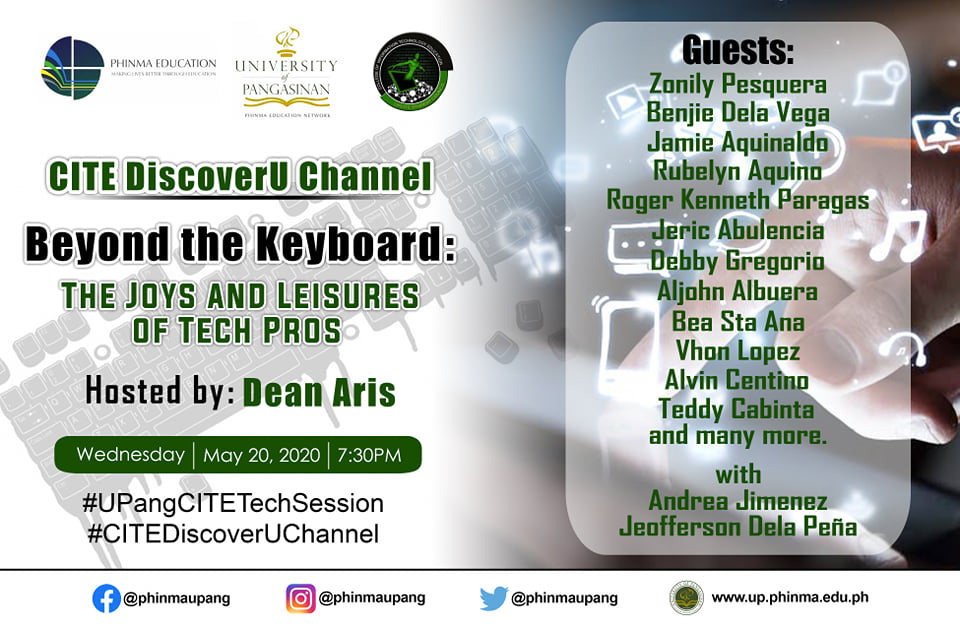 PHINMA EDUCATION
MAKING LIVES BETTER THROUGH EDUCATION
UNIVERSITY
of
PANGASINAN
PHINMA EDUCATION NETWORK
CITE DiscoverU Channel
Beyond the Keyboard:
The Joys and Leisures
of Tech Pros
Hosted by: Dean Aris
Wednesday | May 20, 2020 | 7:30PM
#UPangCITETechSession
#CITEDiscoverUChannel
Guests:
Zonily Pesquera
Benjie Dela Vega
Jamie Aquinaldo
Rubelyn Aquino
Roger Kenneth Paragas
Jeric Abulencia
Debby Gregorio
Aljohn Albuera
Bea Sta Ana
Vhon Lopez
Alvin Centino
Teddy Cabinta
and many more.
with
Andrea Jimenez
Jeofferson Dela Peña
@phinmaupang
@phinmaupang
@phinmaupang
www.up.phinma.edu.ph